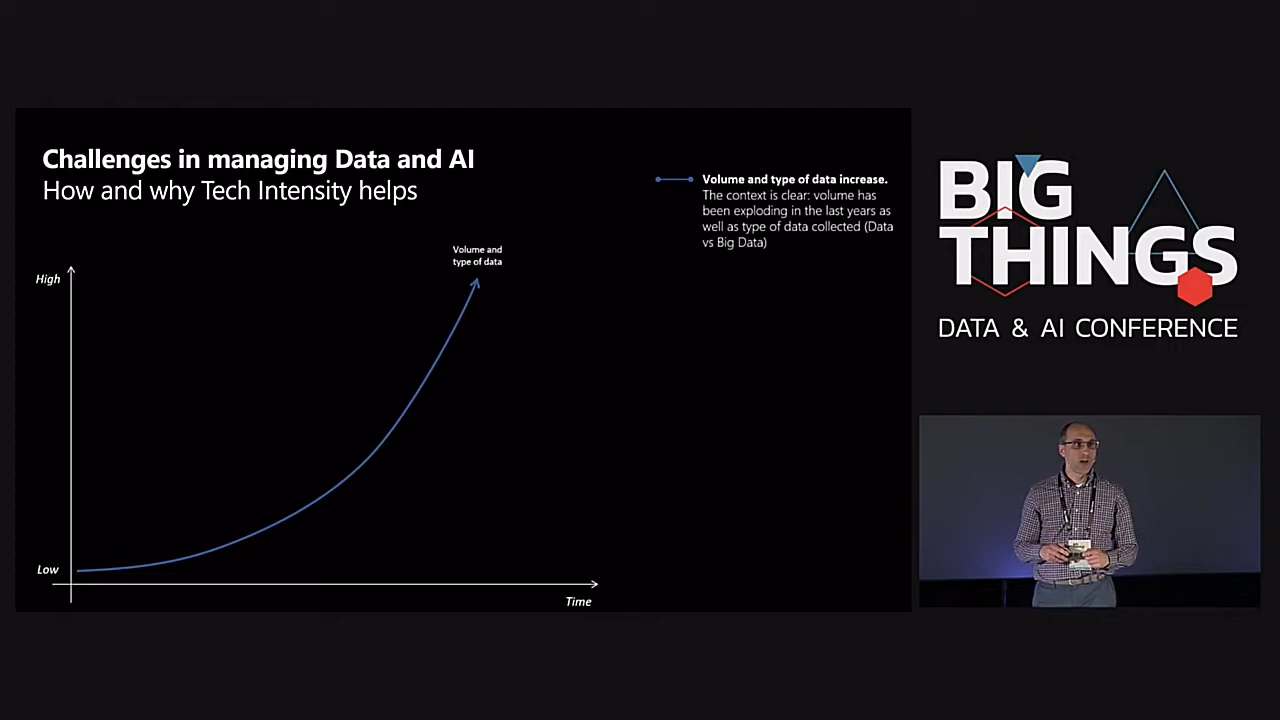 Challenges in managing Data and AI
How and why Tech Intensity helps
Volume and type of data increase.
The context is clear: volume has
been exploding in the last years as
well as type of data collected (Data
vs Big Data)
Volume and
type of data
High
Low
Time
BIG
THINGS
DATA & AI CONFERENCE